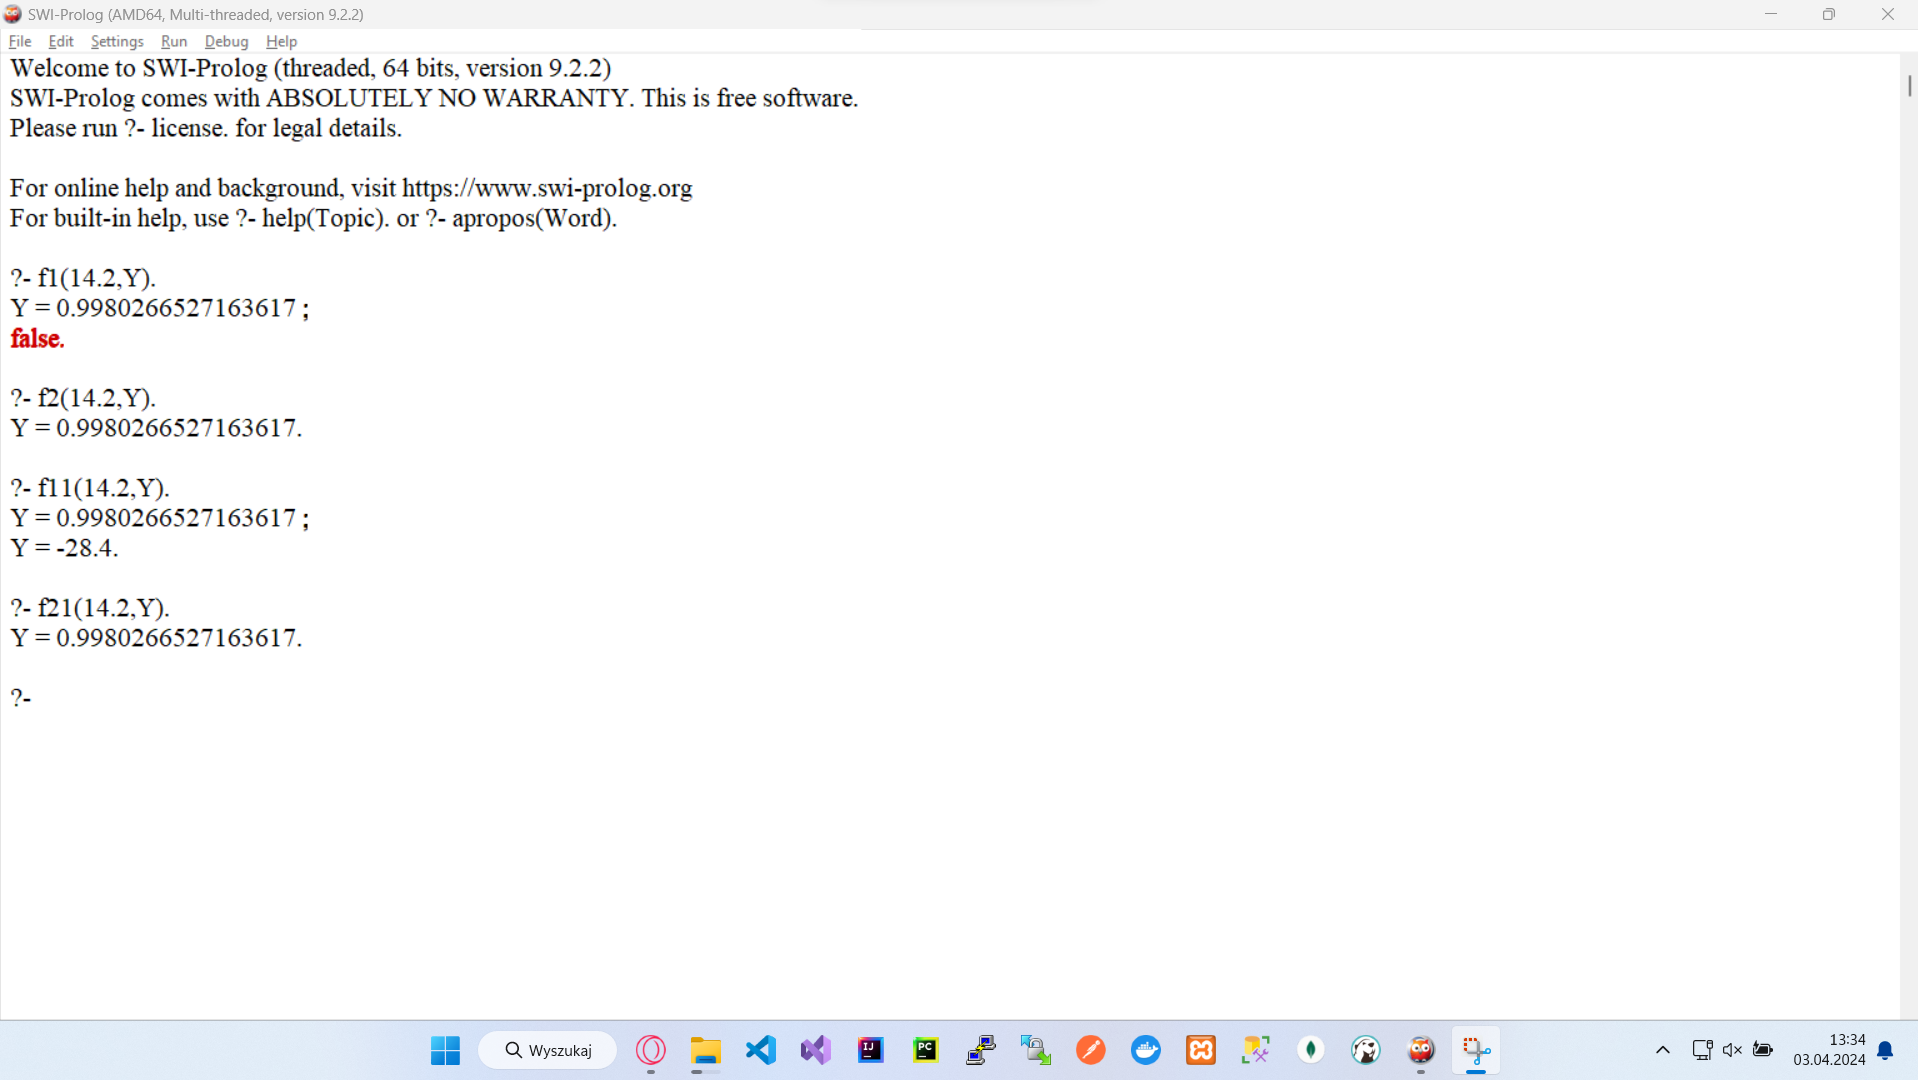 SWI-Prolog (AMD64, Multi-threaded, version 9.2.2)
File Edit Settings Run Debug Help
Welcome to SWI-Prolog (threaded, 64 bits, version 9.2.2)
SWI-Prolog comes with ABSOLUTELY NO WARRANTY. This is free software.
Please run ?- license. for legal details.
For online help and background, visit https://www.swi-prolog.org
For built-in help, use ?- help(Topic). or ?- apropos(Word).
?- f1(14.2,Y).
Y = 0.9980266527163617 ;
false.
?- f2(14.2,Y).
Y = 0.9980266527163617.
?- f11(14.2,Y).
Y = 0.9980266527163617 ;
Y = -28.4.
?- f21(14.2,Y).
Y = 0.9980266527163617.
?-
Wyszukaj
IJ
PC
13:34
03.04.2024